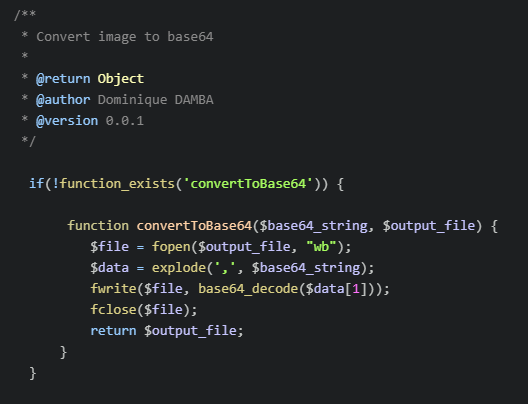 /**
 * Convert image to base64
 *
 * @return Object
 * @author Dominique DAMBA
 * @version 0.0.1
 */
if(!function_exists('convertToBase64')) {
function convertToBase64($base64_string, $output_file) {
$file = fopen($output_file, "wb");
$data = explode(',', $base64_string);
fwrite($file, base64_decode($data[1]));
fclose($file);
return $output_file;
}
}